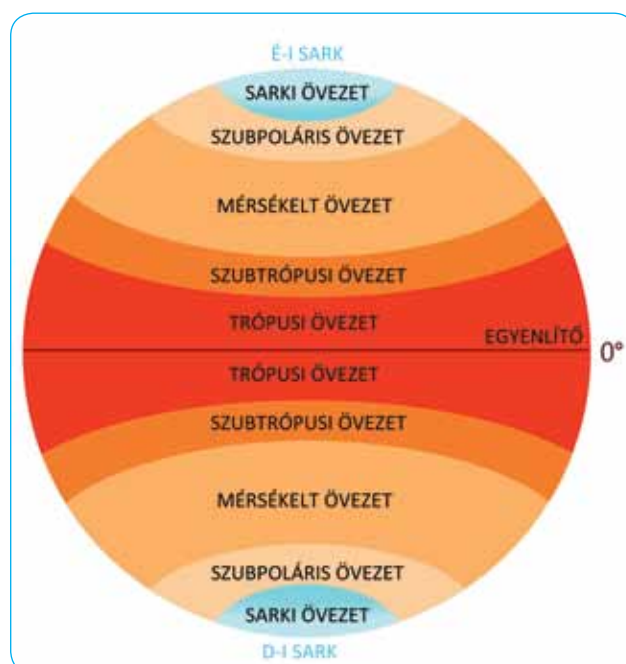 É-I SARK
SARKI ÖVEZET
SZUBPOLÁRIS ÖVEZET
MÉRSÉKELT ÖVEZET
SZUBTRÓPUSI ÖVEZET
TRÓPUSI ÖVEZET
EGYENLÍTŐ 0°
TRÓPUSI ÖVEZET
SZUBTRÓPUSI ÖVEZET
MÉRSÉKELT ÖVEZET
SZUBPOLÁRIS ÖVEZET
SARKI ÖVEZET
D-I SARK